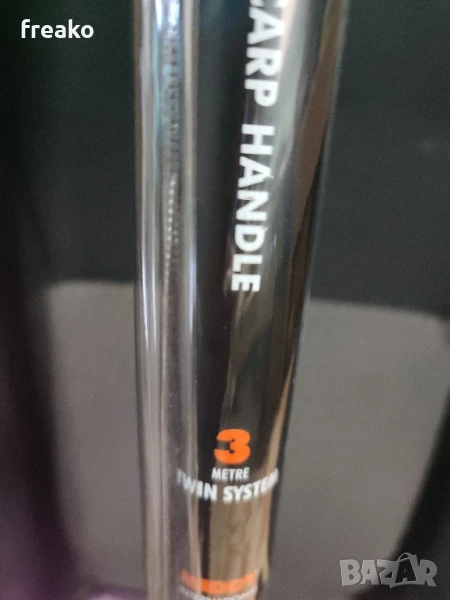 freako
CARP HANDLE
3
METRE
TWIN SYSTEM
BAZAR